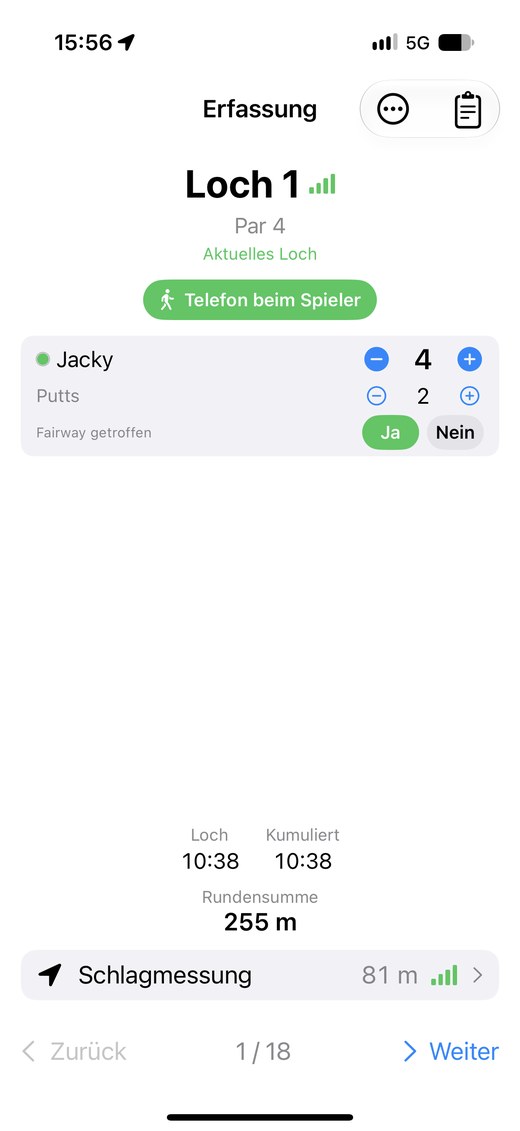 15:56 5G
Erfassung
Loch 1
Par 4
Aktuelles Loch
Telefon beim Spieler
Jacky 4
Putts 2
Fairway getroffen Ja Nein
Loch Kumuliert
10:38 10:38
Rundensumme
255 m
Schlagmessung 81 m
Zurück 1 / 18 Weiter